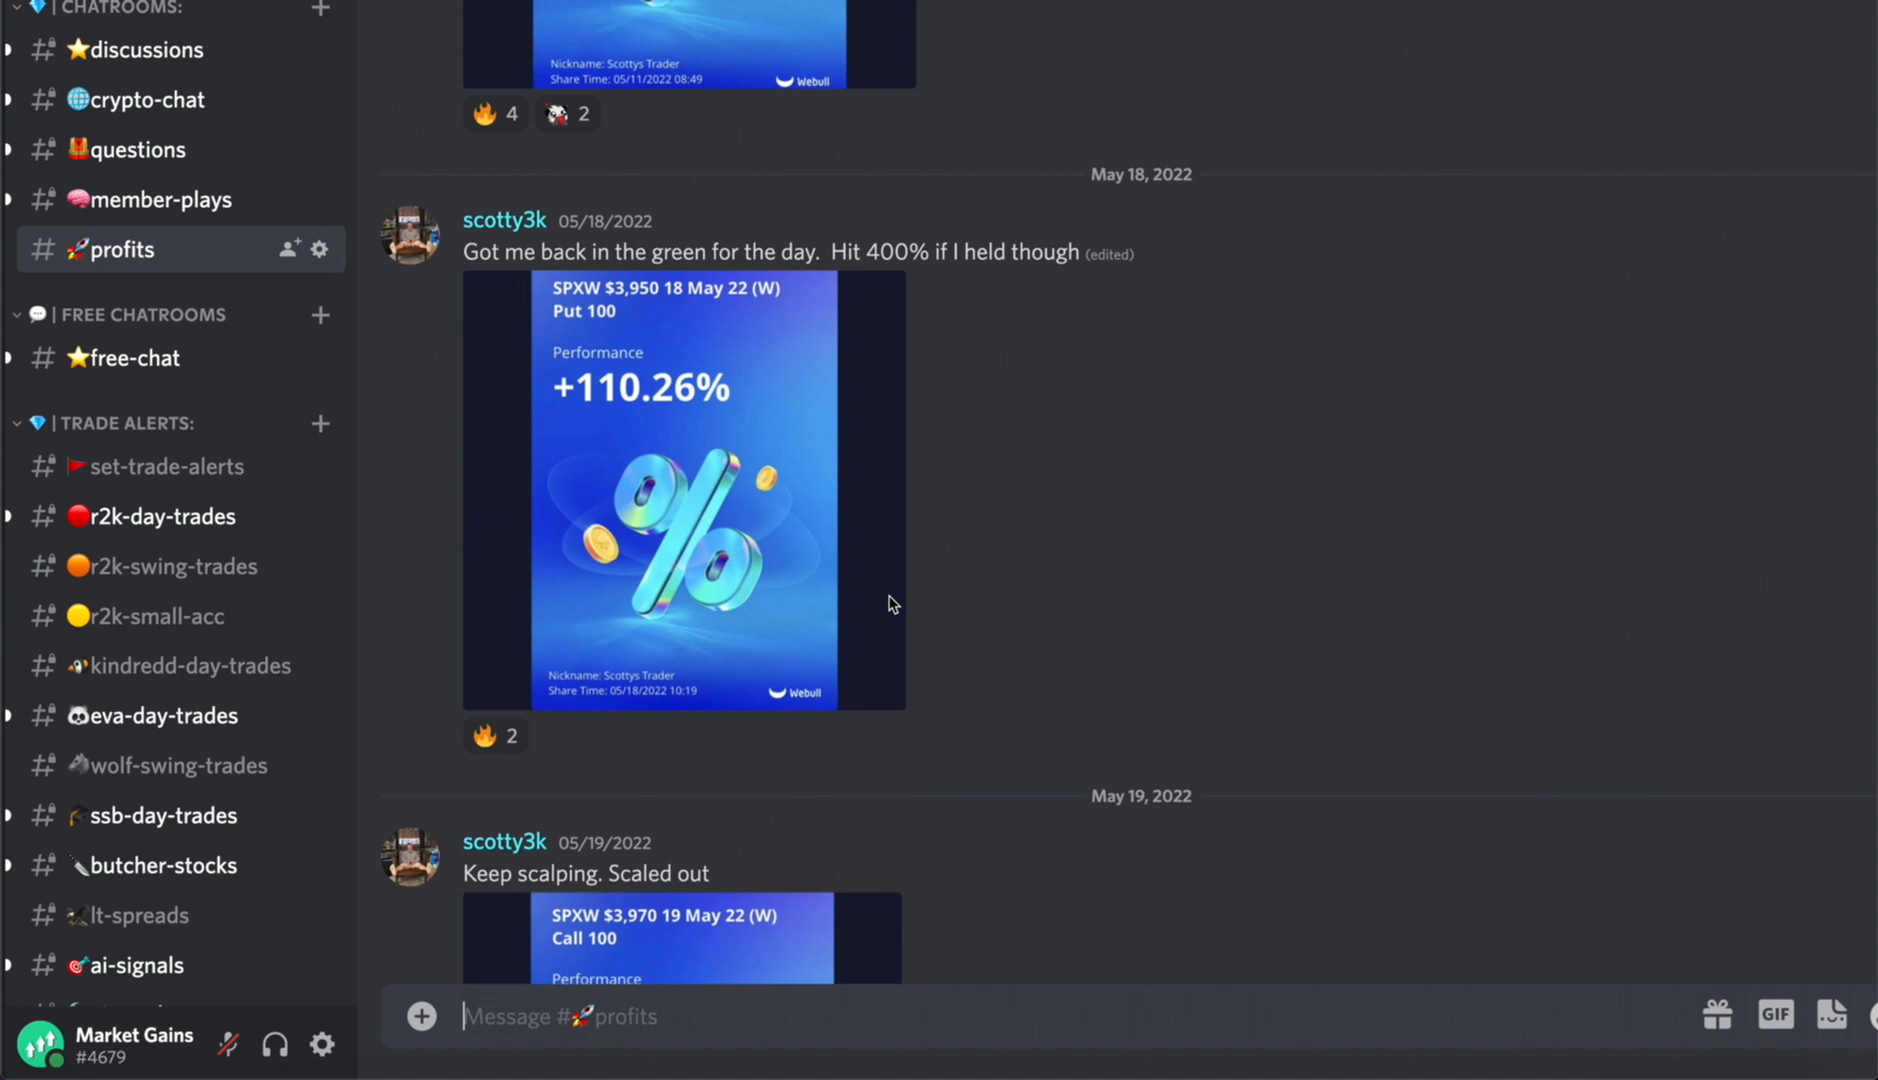 CHATROOMS:
discussions
crypto-chat
questions
member-plays
profits
FREE CHATROOMS
free-chat
TRADE ALERTS:
set-trade-alerts
r2k-day-trades
r2k-swing-trades
r2k-small-acc
kindredd-day-trades
eva-day-trades
wolf-swing-trades
ssb-day-trades
butcher-stocks
lt-spreads
ai-signals
Market Gains
#4679
Nickname: Scottys Trader
Share Time: 05/11/2022 08:49
Webull
4 2
May 18, 2022
scotty3k 05/18/2022
Got me back in the green for the day. Hit 400% if I held though (edited)
SPXW $3,950 18 May 22 (W)
Put 100
Performance
+110.26%
Nickname: Scottys Trader
Share Time: 05/18/2022 10:19
Webull
2
May 19, 2022
scotty3k 05/19/2022
Keep scalping. Scaled out
SPXW $3,970 19 May 22 (W)
Call 100
Performance
Message #profits
GIF